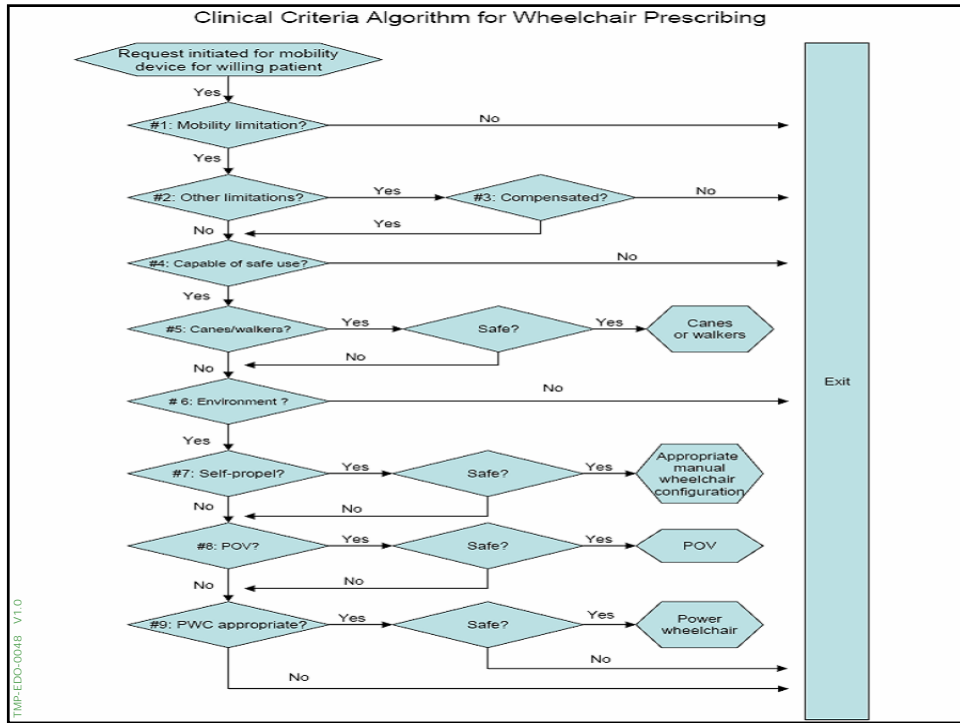 Clinical Criteria Algorithm for Wheelchair Prescribing
Request initiated for mobility
device for willing patient
Yes
#1: Mobility limitation?
No
Yes
#2: Other limitations?
Yes
#3: Compensated?
No
No
Yes
#4: Capable of safe use?
No
Yes
#5: Canes/walkers?
Yes
Safe?
Yes
Canes
or walkers
No
No
# 6: Environment ?
No
Exit
Yes
#7: Self-propel?
Yes
Safe?
Yes
Appropriate
manual
wheelchair
configuration
No
No
#8: POV?
Yes
Safe?
Yes
POV
No
No
#9: PWC appropriate?
Yes
Safe?
Yes
Power
wheelchair
No
No
TMP-EDO-0048 V1.0